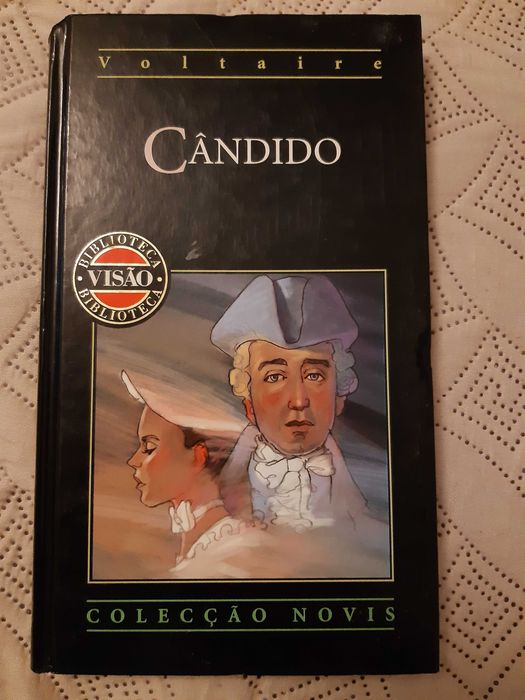 Voltaire
CÂNDIDO
BIBLIOTECA
· VISÃO ·
BIBLIOTECA
COLECÇÃO NOVIS